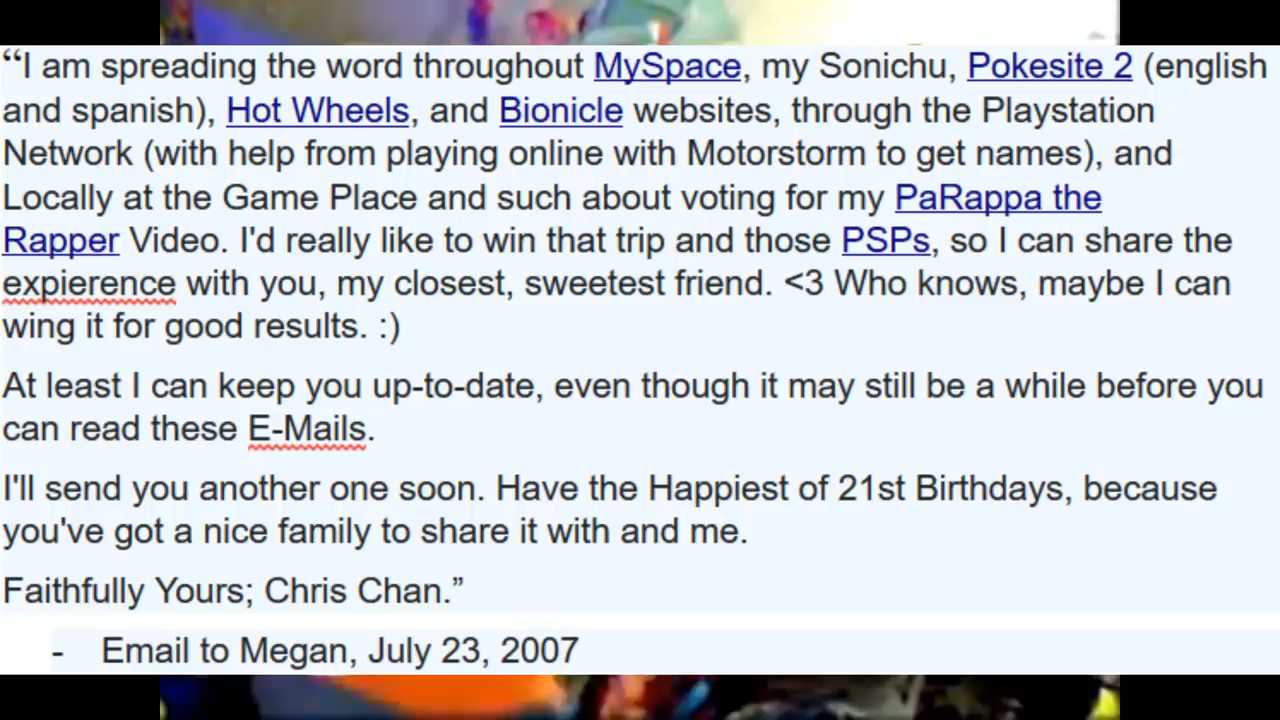 “I am spreading the word throughout MySpace, my Sonichu, Pokesite 2 (english
and spanish), Hot Wheels, and Bionicle websites, through the Playstation
Network (with help from playing online with Motorstorm to get names), and
Locally at the Game Place and such about voting for my PaRappa the
Rapper Video. I'd really like to win that trip and those PSPs, so I can share the
expierence with you, my closest, sweetest friend. <3 Who knows, maybe I can
wing it for good results. :)
At least I can keep you up-to-date, even though it may still be a while before you
can read these E-Mails.
I'll send you another one soon. Have the Happiest of 21st Birthdays, because
you've got a nice family to share it with and me.
Faithfully Yours; Chris Chan.”
- Email to Megan, July 23, 2007